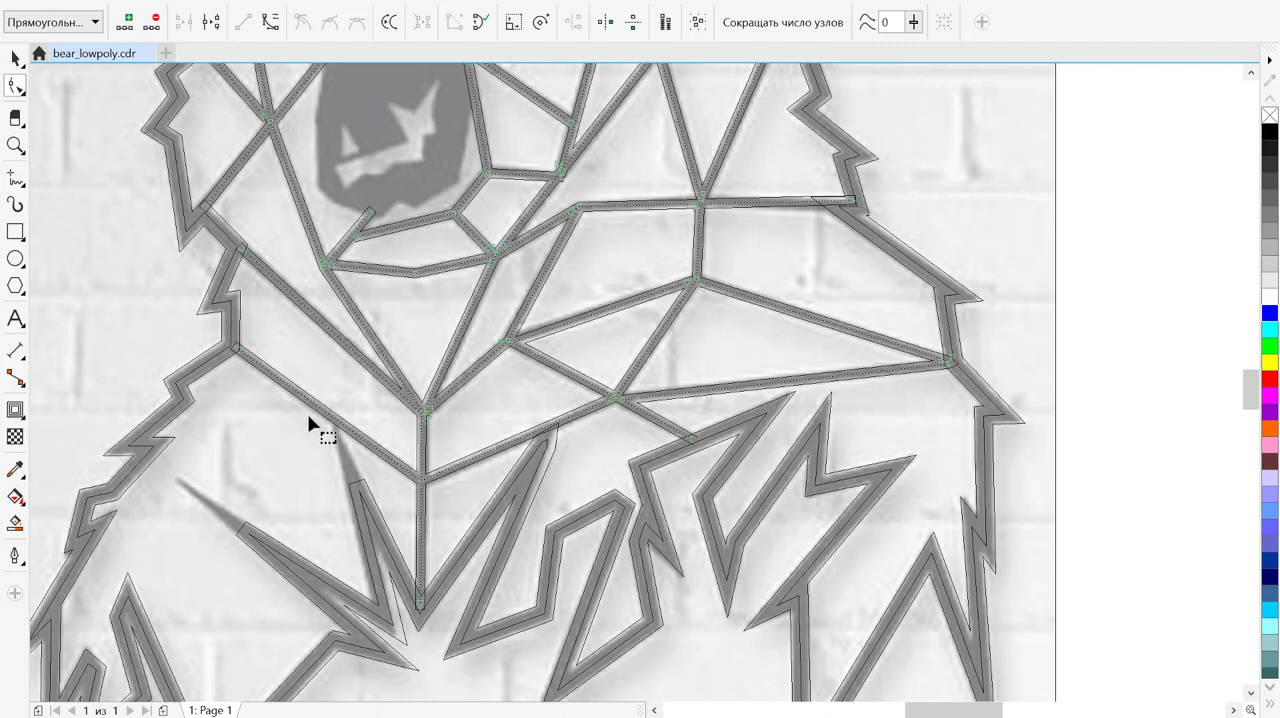 Прямоугольн...
Сокращать число узлов
0
bear_lowpoly.cdr
1 из 1
1: Page 1